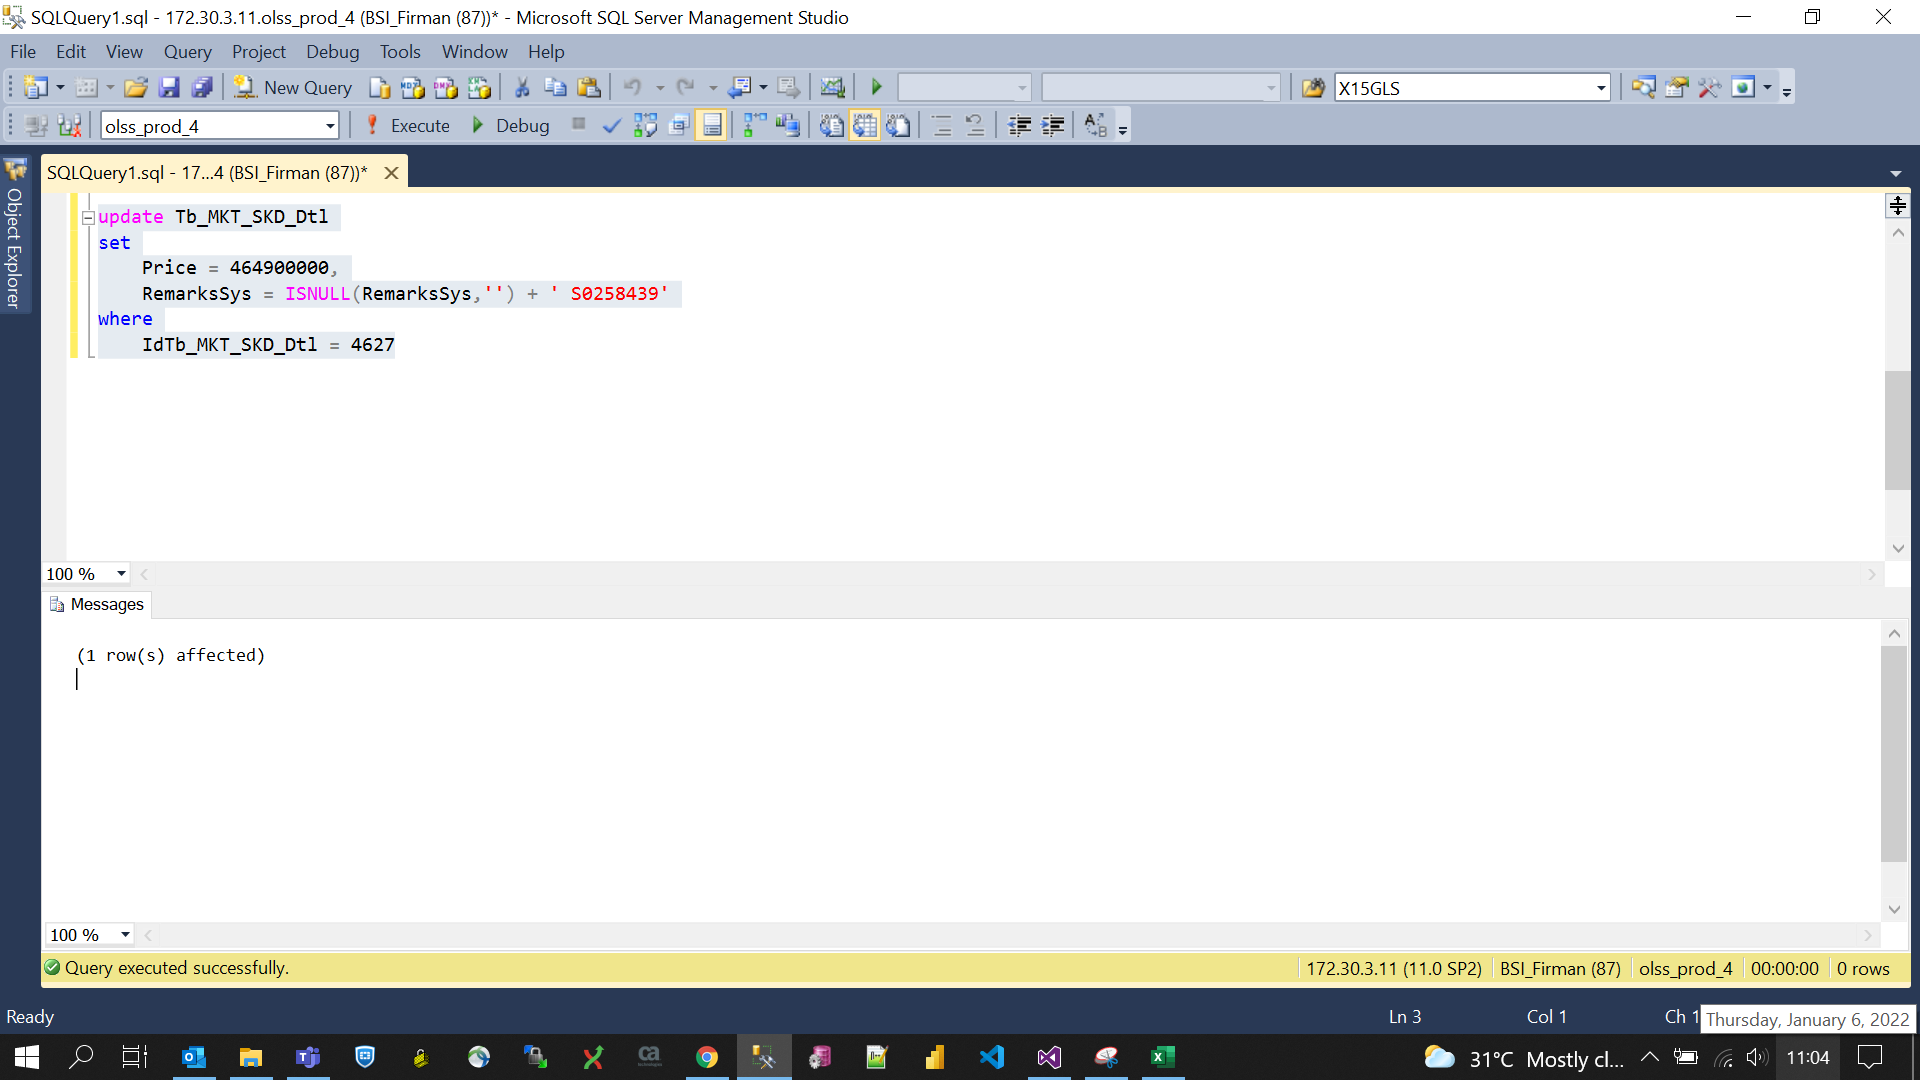 SQLQuery1.sql - 172.30.3.11.olss_prod_4 (BSI_Firman (87))* - Microsoft SQL Server Management Studio
File Edit View Query Project Debug Tools Window Help
New Query X15GLS
olss_prod_4 Execute Debug
Object Explorer
SQLQuery1.sql - 17...4 (BSI_Firman (87))*
update Tb_MKT_SKD_Dtl
set
Price = 464900000,
RemarksSys = ISNULL(RemarksSys,'') + ' S0258439'
where
IdTb_MKT_SKD_Dtl = 4627
100 %
Messages
(1 row(s) affected)
100 %
Query executed successfully. 172.30.3.11 (11.0 SP2) BSI_Firman (87) olss_prod_4 00:00:00 0 rows
Ready Ln 3 Col 1 Ch 1
Thursday, January 6, 2022
31°C Mostly cl... 11:04